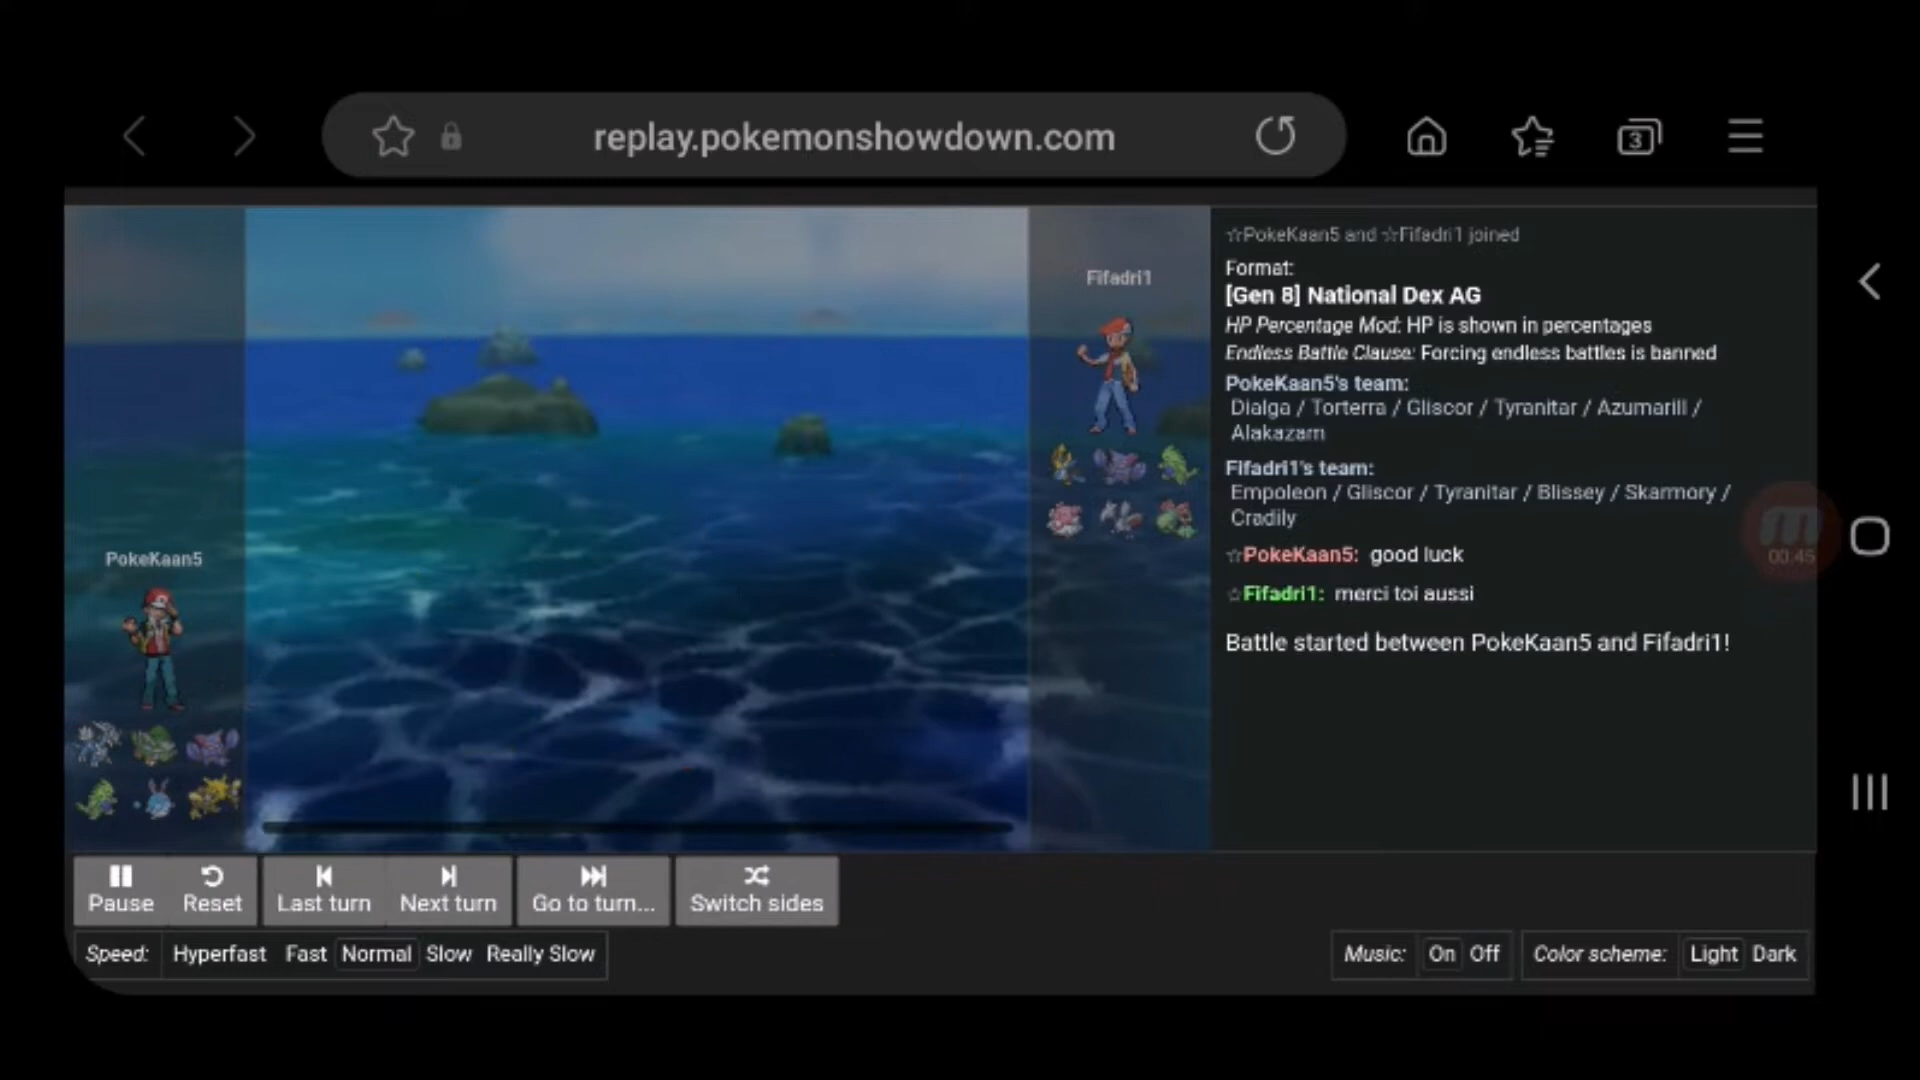 replay.pokemonshowdown.com
3
☆PokeKaan5 and ☆Fifadri1 joined
Format:
[Gen 8] National Dex AG
HP Percentage Mod: HP is shown in percentages
Endless Battle Clause: Forcing endless battles is banned
PokeKaan5's team:
Dialga / Torterra / Gliscor / Tyranitar / Azumarill /
Alakazam
Fifadri1's team:
Empoleon / Gliscor / Tyranitar / Blissey / Skarmory /
Cradily
☆PokeKaan5: good luck
☆Fifadri1: merci toi aussi
Battle started between PokeKaan5 and Fifadri1!
Fifadri1
PokeKaan5
00:45
Pause Reset Last turn Next turn Go to turn... Switch sides
Speed: Hyperfast Fast Normal Slow Really Slow
Music: On Off Color scheme: Light Dark